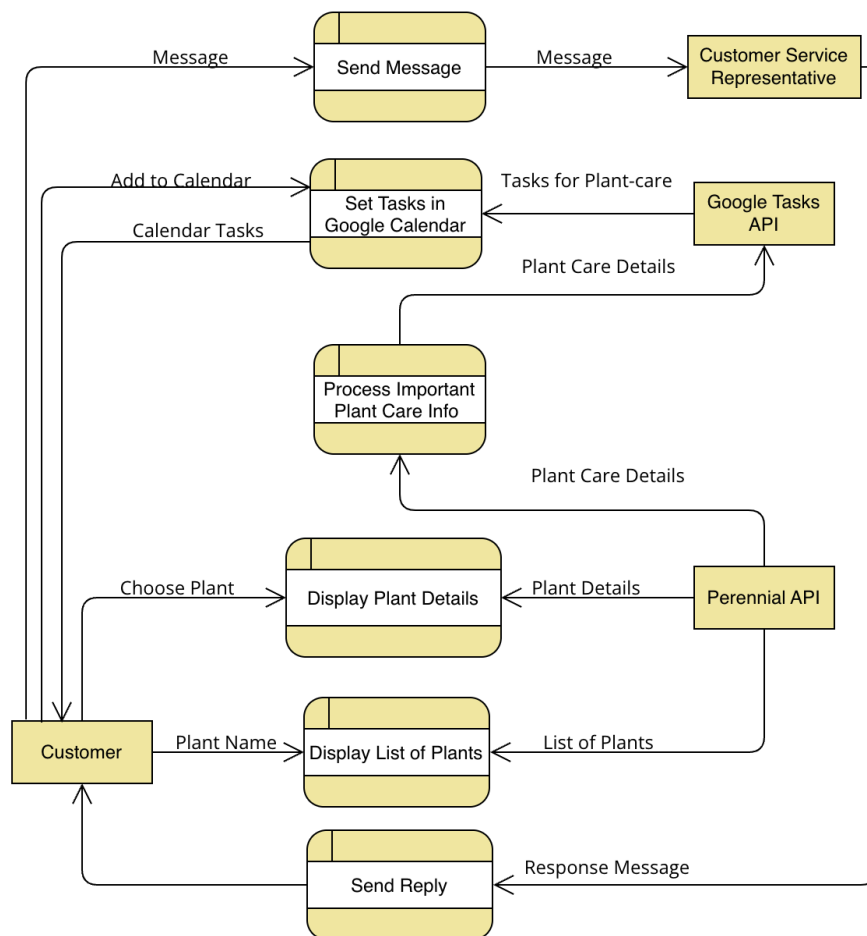 Message
Send Message
Message
Customer Service
Representative
Add to Calendar
Set Tasks in
Google Calendar
Tasks for Plant-care
Google Tasks
API
Calendar Tasks
Plant Care Details
Process Important
Plant Care Info
Plant Care Details
Choose Plant
Display Plant Details
Plant Details
Perennial API
Customer
Plant Name
Display List of Plants
List of Plants
Send Reply
Response Message